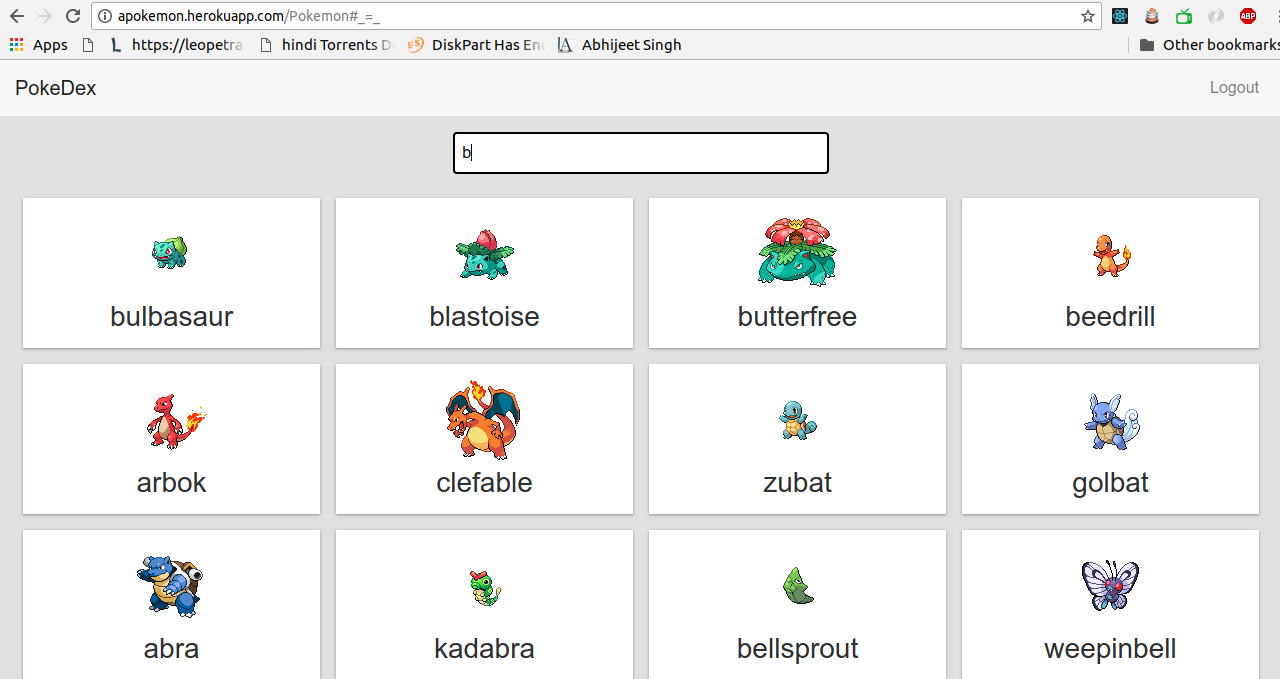 apokemon.herokuapp.com/Pokemon#_=_
ABP
Apps https://leopetra hindi Torrents D DiskPart Has En Abhijeet Singh Other bookmarks
PokeDex Logout
b
bulbasaur blastoise butterfree beedrill
arbok clefable zubat golbat
abra kadabra bellsprout weepinbell